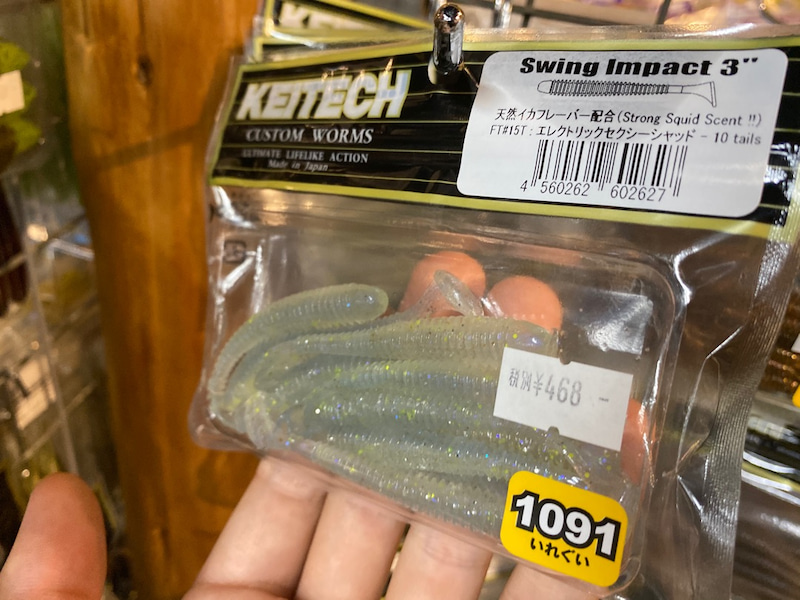 KEITECH
CUSTOM WORMS
ULTIMATE LIFELIKE ACTION
Made in Japan
Swing Impact 3"
天然イカフレーバー配合(Strong Squid Scent !!)
FT#15T : エレクトリックセクシーシャッド - 10 tails
4 560262 602627
税別¥468 -
1091
いれぐい